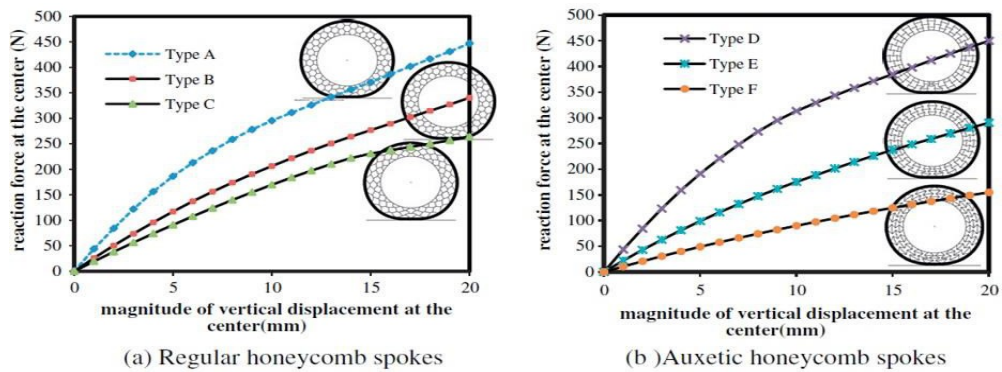 reaction force at the center (N)
500
450
400
350
300
250
200
150
100
50
0
Type A
Type B
Type C
0 5 10 15 20
magnitude of vertical displacement at the
center(mm)
(a) Regular honeycomb spokes
reaction force at the center (N)
500
450
400
350
300
250
200
150
100
50
0
Type D
Type E
Type F
0 5 10 15 20
magnitude of vertical displacement at the
center(mm)
(b )Auxetic honeycomb spokes